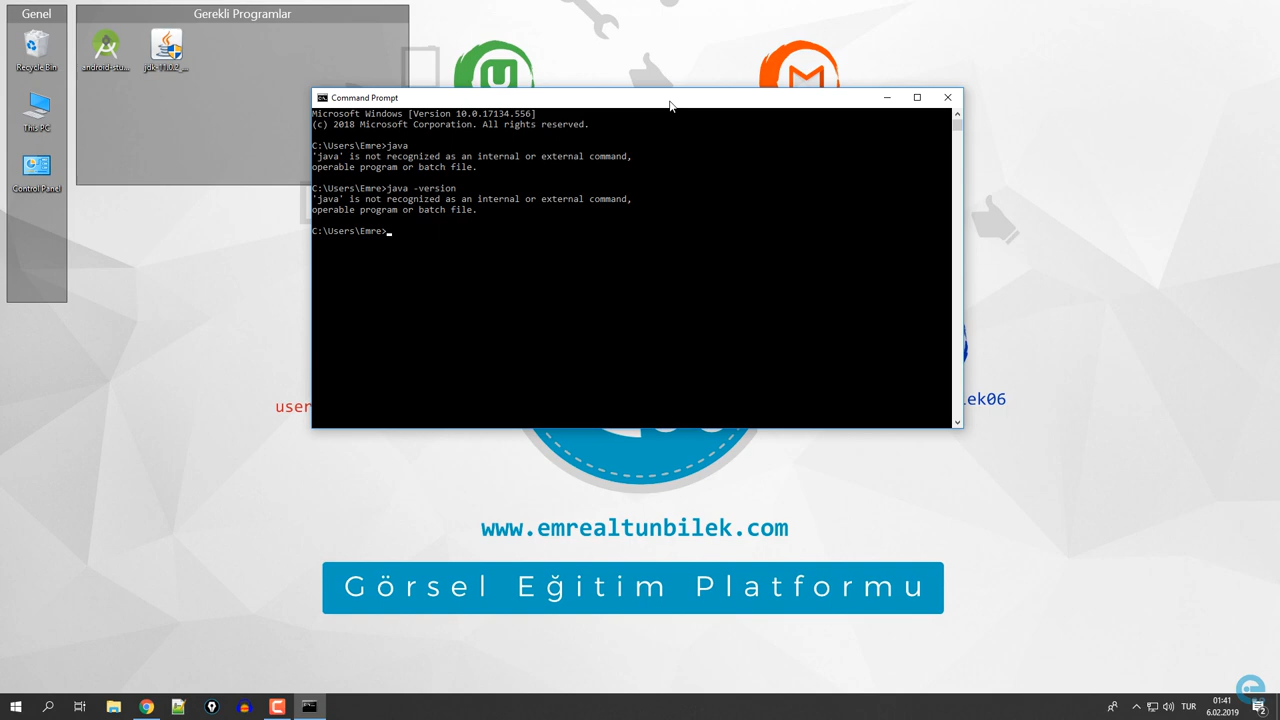 Genel
Gerekli Programlar
Recycle Bin
android-stu...
jdk-11.0.2_...
This PC
Control Panel
Command Prompt
Microsoft Windows [Version 10.0.17134.556]
(c) 2018 Microsoft Corporation. All rights reserved.
C:\Users\Emre>java
'java' is not recognized as an internal or external command,
operable program or batch file.
C:\Users\Emre>java -version
'java' is not recognized as an internal or external command,
operable program or batch file.
C:\Users\Emre>
user
lek06
www.emrealtunbilek.com
Görsel Eğitim Platformu
TUR
01:41
6.02.2019
2